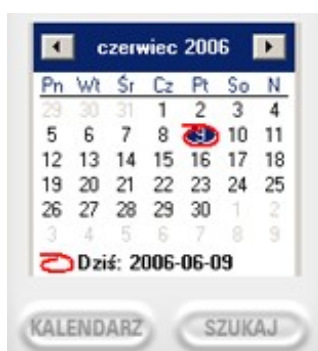 czerwiec 2006
Pn Wt Śr Cz Pt So N
29 30 31 1 2 3 4
5 6 7 8 9 10 11
12 13 14 15 16 17 18
19 20 21 22 23 24 25
26 27 28 29 30 1 2
3 4 5 6 7 8 9
Dziś: 2006-06-09
KALENDARZ SZUKAJ